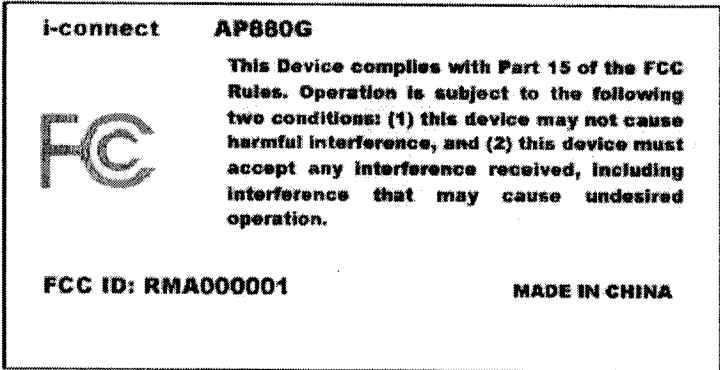 i-connect AP880G
This Device complies with Part 15 of the FCC
Rules. Operation is subject to the following
two conditions: (1) this device may not cause
harmful interference, and (2) this device must
accept any interference received, including
interference that may cause undesired
operation.
FC
FCC ID: RMA000001
MADE IN CHINA